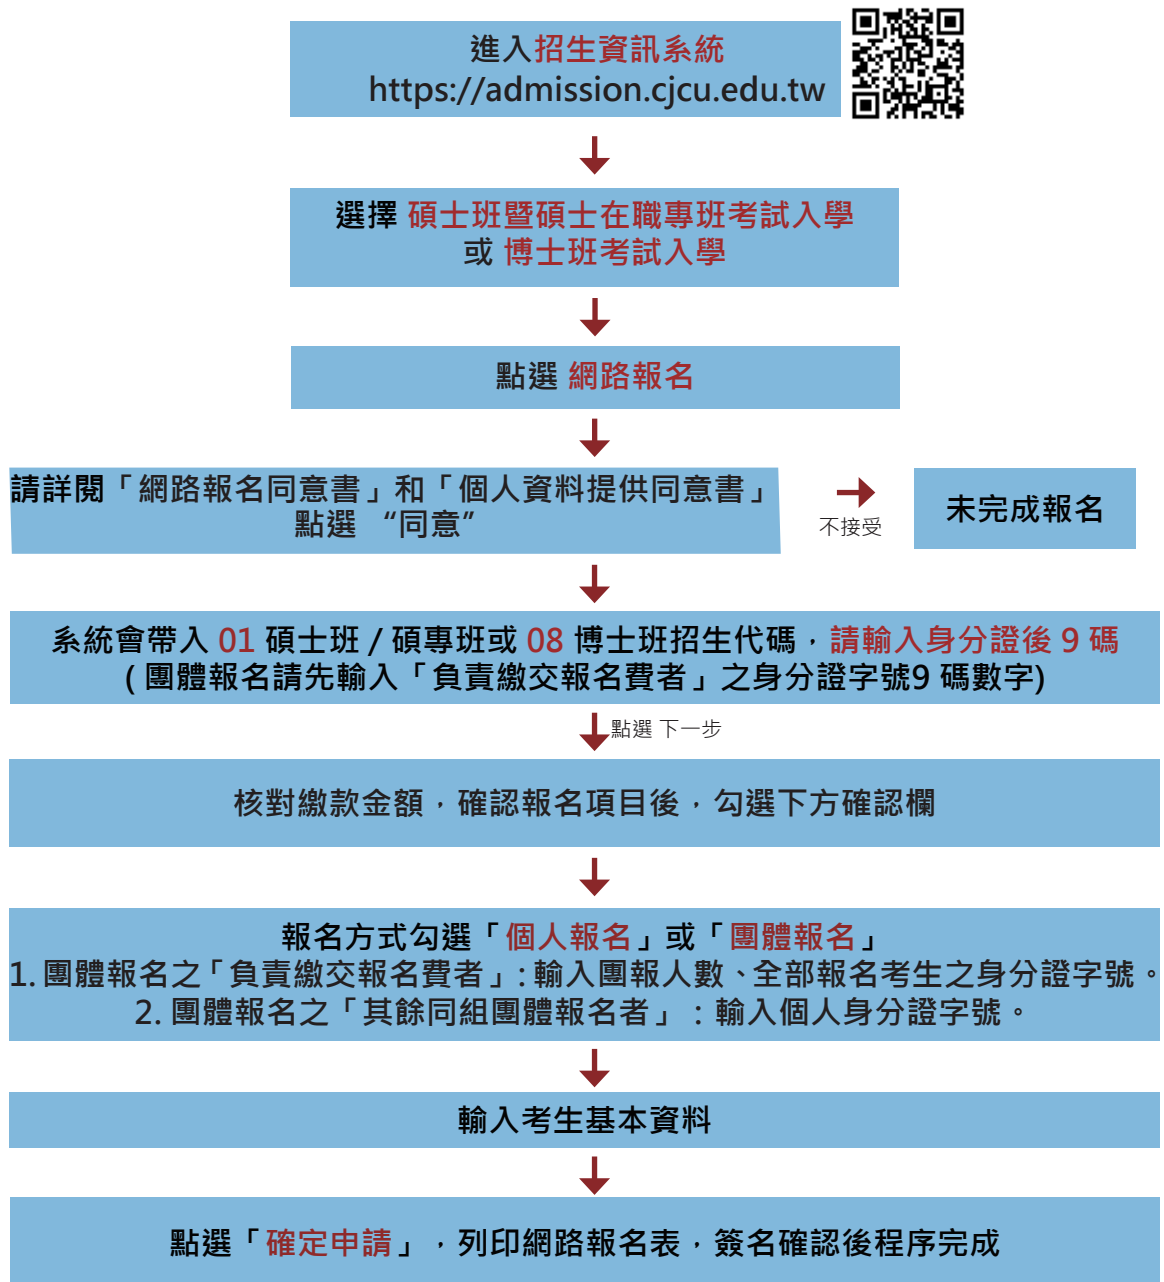 進入招生資訊系統
https://admission.cjcu.edu.tw
選擇 碩士班暨碩士在職專班考試入學
或 博士班考試入學
點選 網路報名
請詳閱「網路報名同意書」和「個人資料提供同意書」
點選 “同意”
不接受
未完成報名
系統會帶入 01 碩士班 / 碩專班或 08 博士班招生代碼，請輸入身分證後 9 碼
( 團體報名請先輸入「負責繳交報名費者」之身分證字號9 碼數字)
點選 下一步
核對繳款金額，確認報名項目後，勾選下方確認欄
報名方式勾選「個人報名」或「團體報名」
1. 團體報名之「負責繳交報名費者」: 輸入團報人數、全部報名考生之身分證字號。
2. 團體報名之「其餘同組團體報名者」 : 輸入個人身分證字號。
輸入考生基本資料
點選「確定申請」，列印網路報名表，簽名確認後程序完成